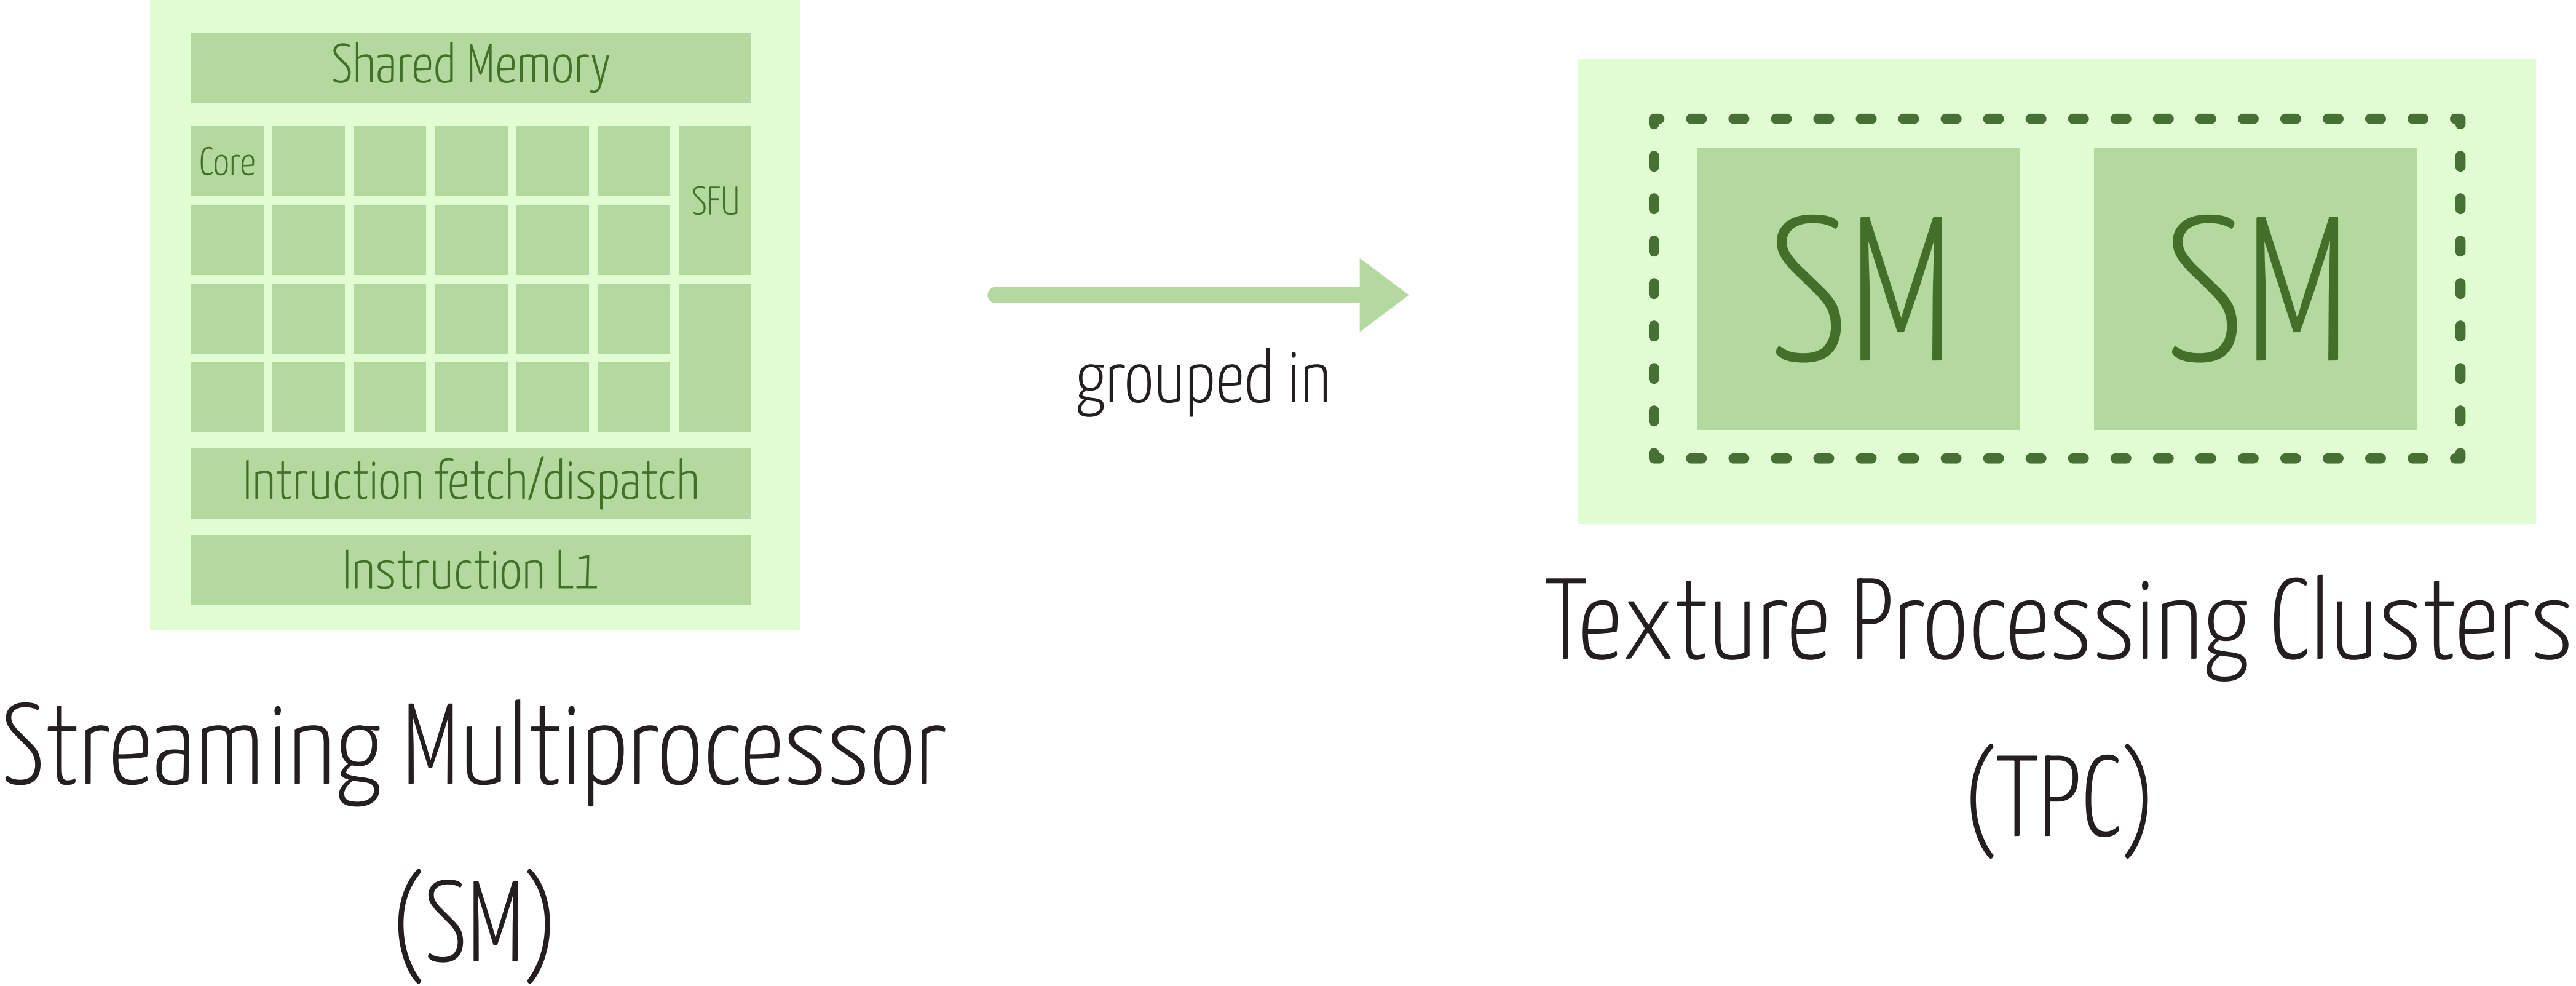 Shared Memory
Core
SFU
Intruction fetch/dispatch
Instruction L1
Streaming Multiprocessor
(SM)
grouped in
SM SM
Texture Processing Clusters
(TPC)